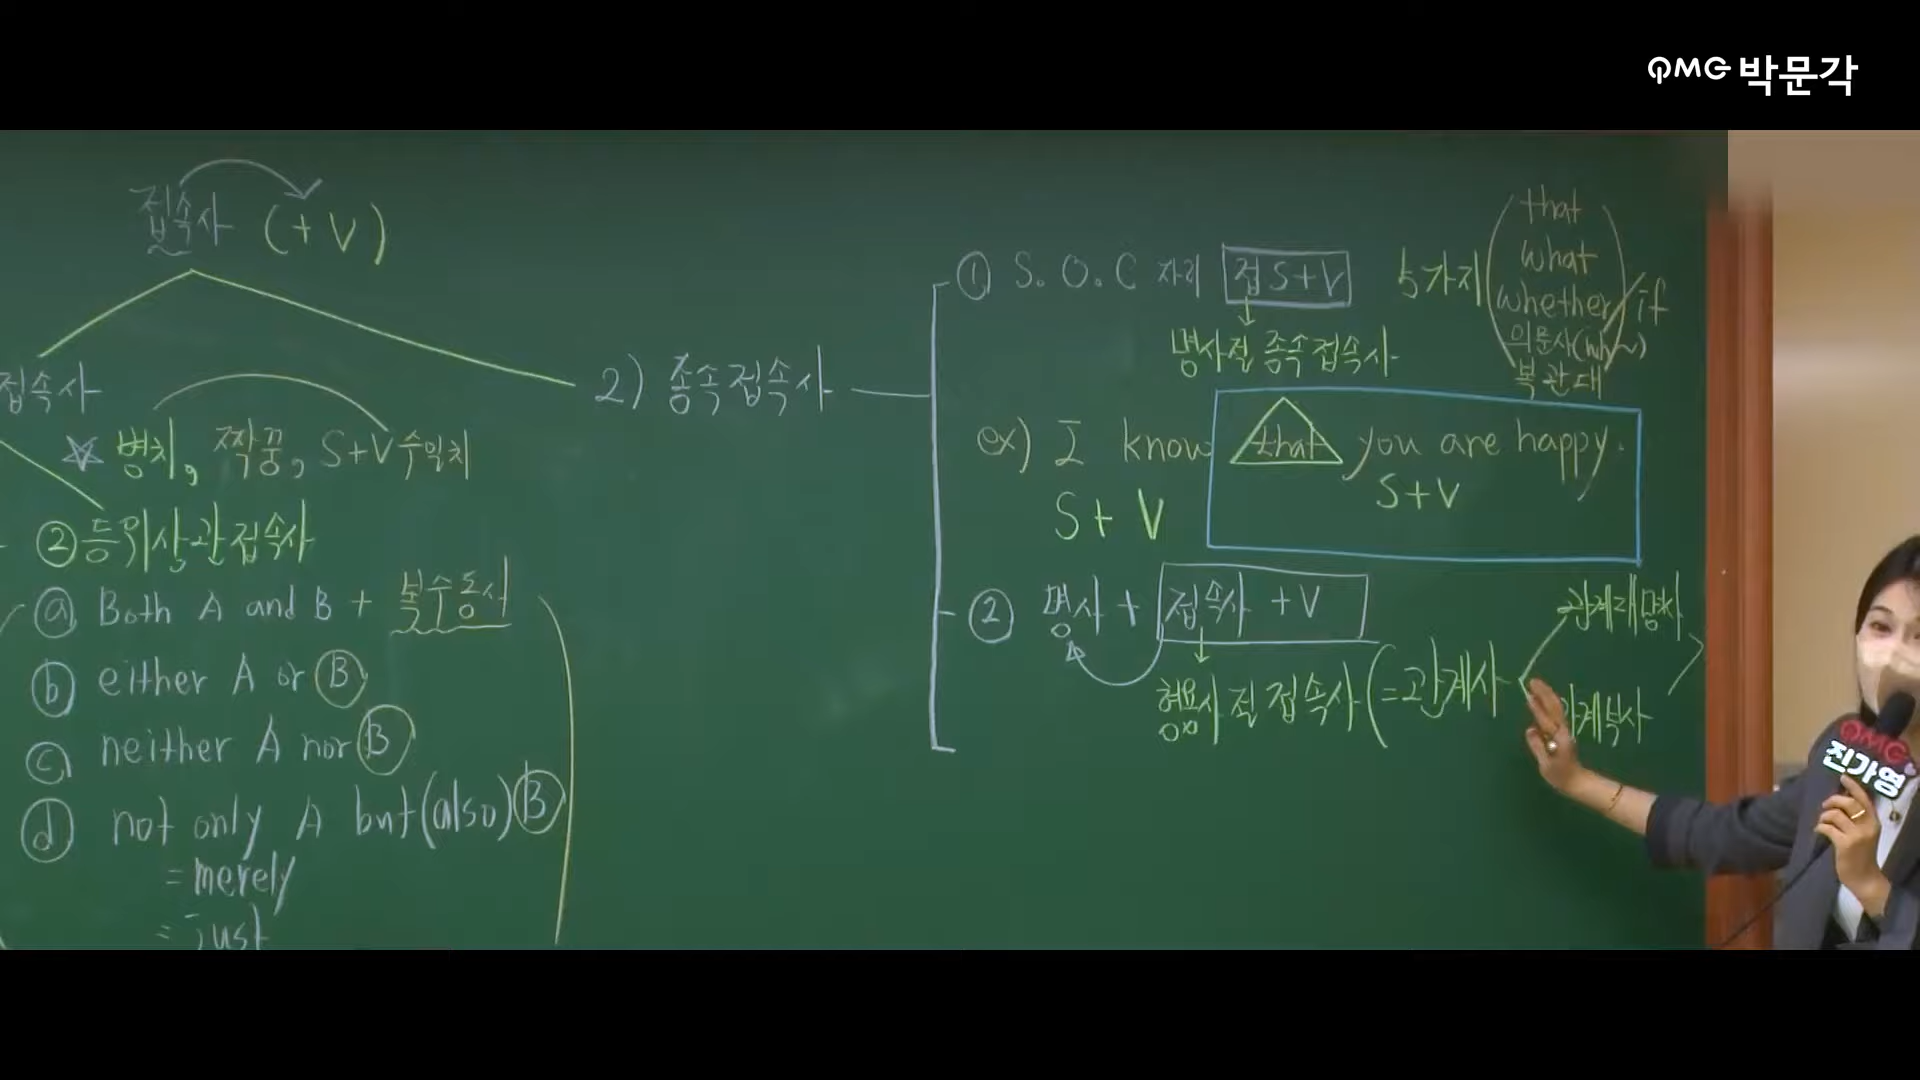 PMG 박문각
접속사 (+V)
접속사
☆ 병치, 짝꿍, S+V수일치
② 등위상관접속사
ⓐ Both A and B + 복수동사
ⓑ either A or B
ⓒ neither A nor B
ⓓ not only A but (also) B
= merely
= just
2) 종속접속사
① S. O. C 자리 접 S+V
명사절 종속접속사
5가지
that
what
whether / if
의문사(why~)
복관대
ex) I know that you are happy.
S+V
S+V
② 명사 + 접속사 +V
형용사절 접속사 (=관계사
관계대명사
관계부사
PMG
진가영